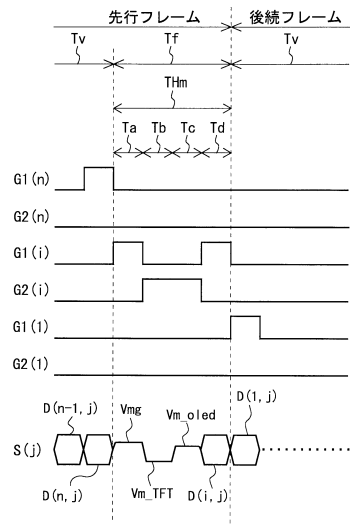 先行フレーム 後続フレーム
Tv Tf Tv
THm
Ta Tb Tc Td
G1(n)
G2(n)
G1(i)
G2(i)
G1(1)
G2(1)
D(n-1, j) Vmg Vm_oled D(1, j)
S(j)
D(n, j) Vm_TFT D(i, j)